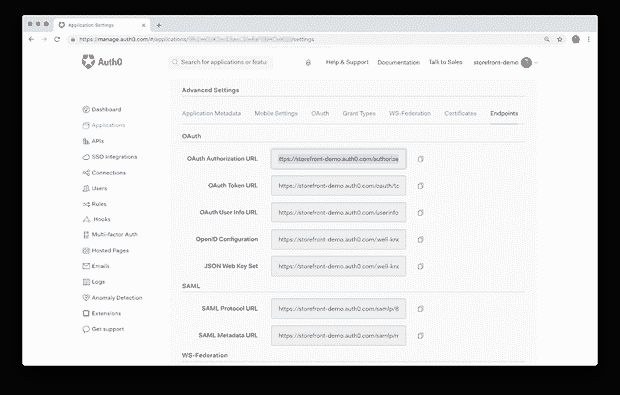 Application Settings
https://manage.auth0.com/#/applications/
/settings
Auth0
Search for applications or featu
Help & Support
Documentation
Talk to Sales
storefront-demo
Dashboard
Applications
APIs
SSO Integrations
Connections
Users
Rules
Hooks
Multi-factor Auth
Hosted Pages
Emails
Logs
Anomaly Detection
Extensions
Get support
Advanced Settings
Application Metadata
Mobile Settings
OAuth
Grant Types
WS-Federation
Certificates
Endpoints
OAuth
OAuth Authorization URL
ttps://storefront-demo.auth0.com/authorize
OAuth Token URL
https://storefront-demo.auth0.com/oauth/to
OAuth User Info URL
https://storefront-demo.auth0.com/userinfo
OpenID Configuration
https://storefront-demo.auth0.com/.well-kno
JSON Web Key Set
https://storefront-demo.auth0.com/.well-kno
SAML
SAML Protocol URL
https://storefront-demo.auth0.com/samlp/6
SAML Metadata URL
https://storefront-demo.auth0.com/samlp/m
WS-Federation